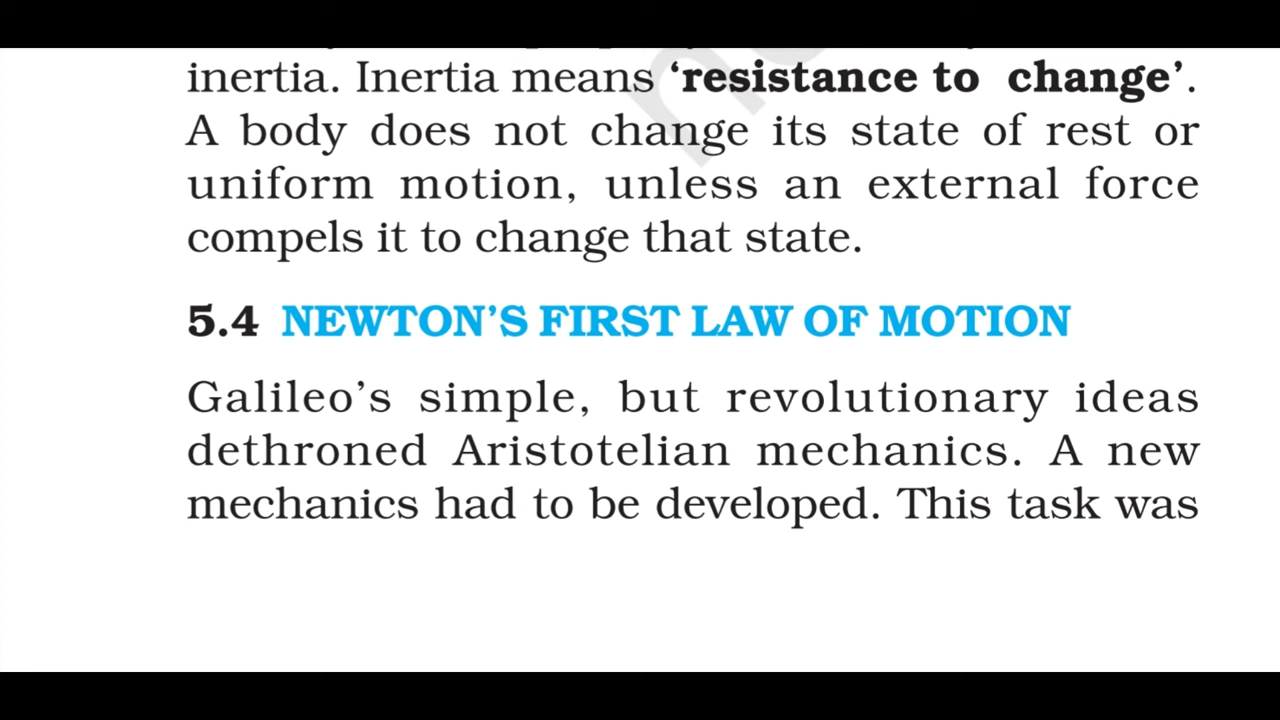 inertia. Inertia means ‘resistance to change’.
A body does not change its state of rest or
uniform motion, unless an external force
compels it to change that state.
5.4 NEWTON’S FIRST LAW OF MOTION
Galileo’s simple, but revolutionary ideas
dethroned Aristotelian mechanics. A new
mechanics had to be developed. This task was